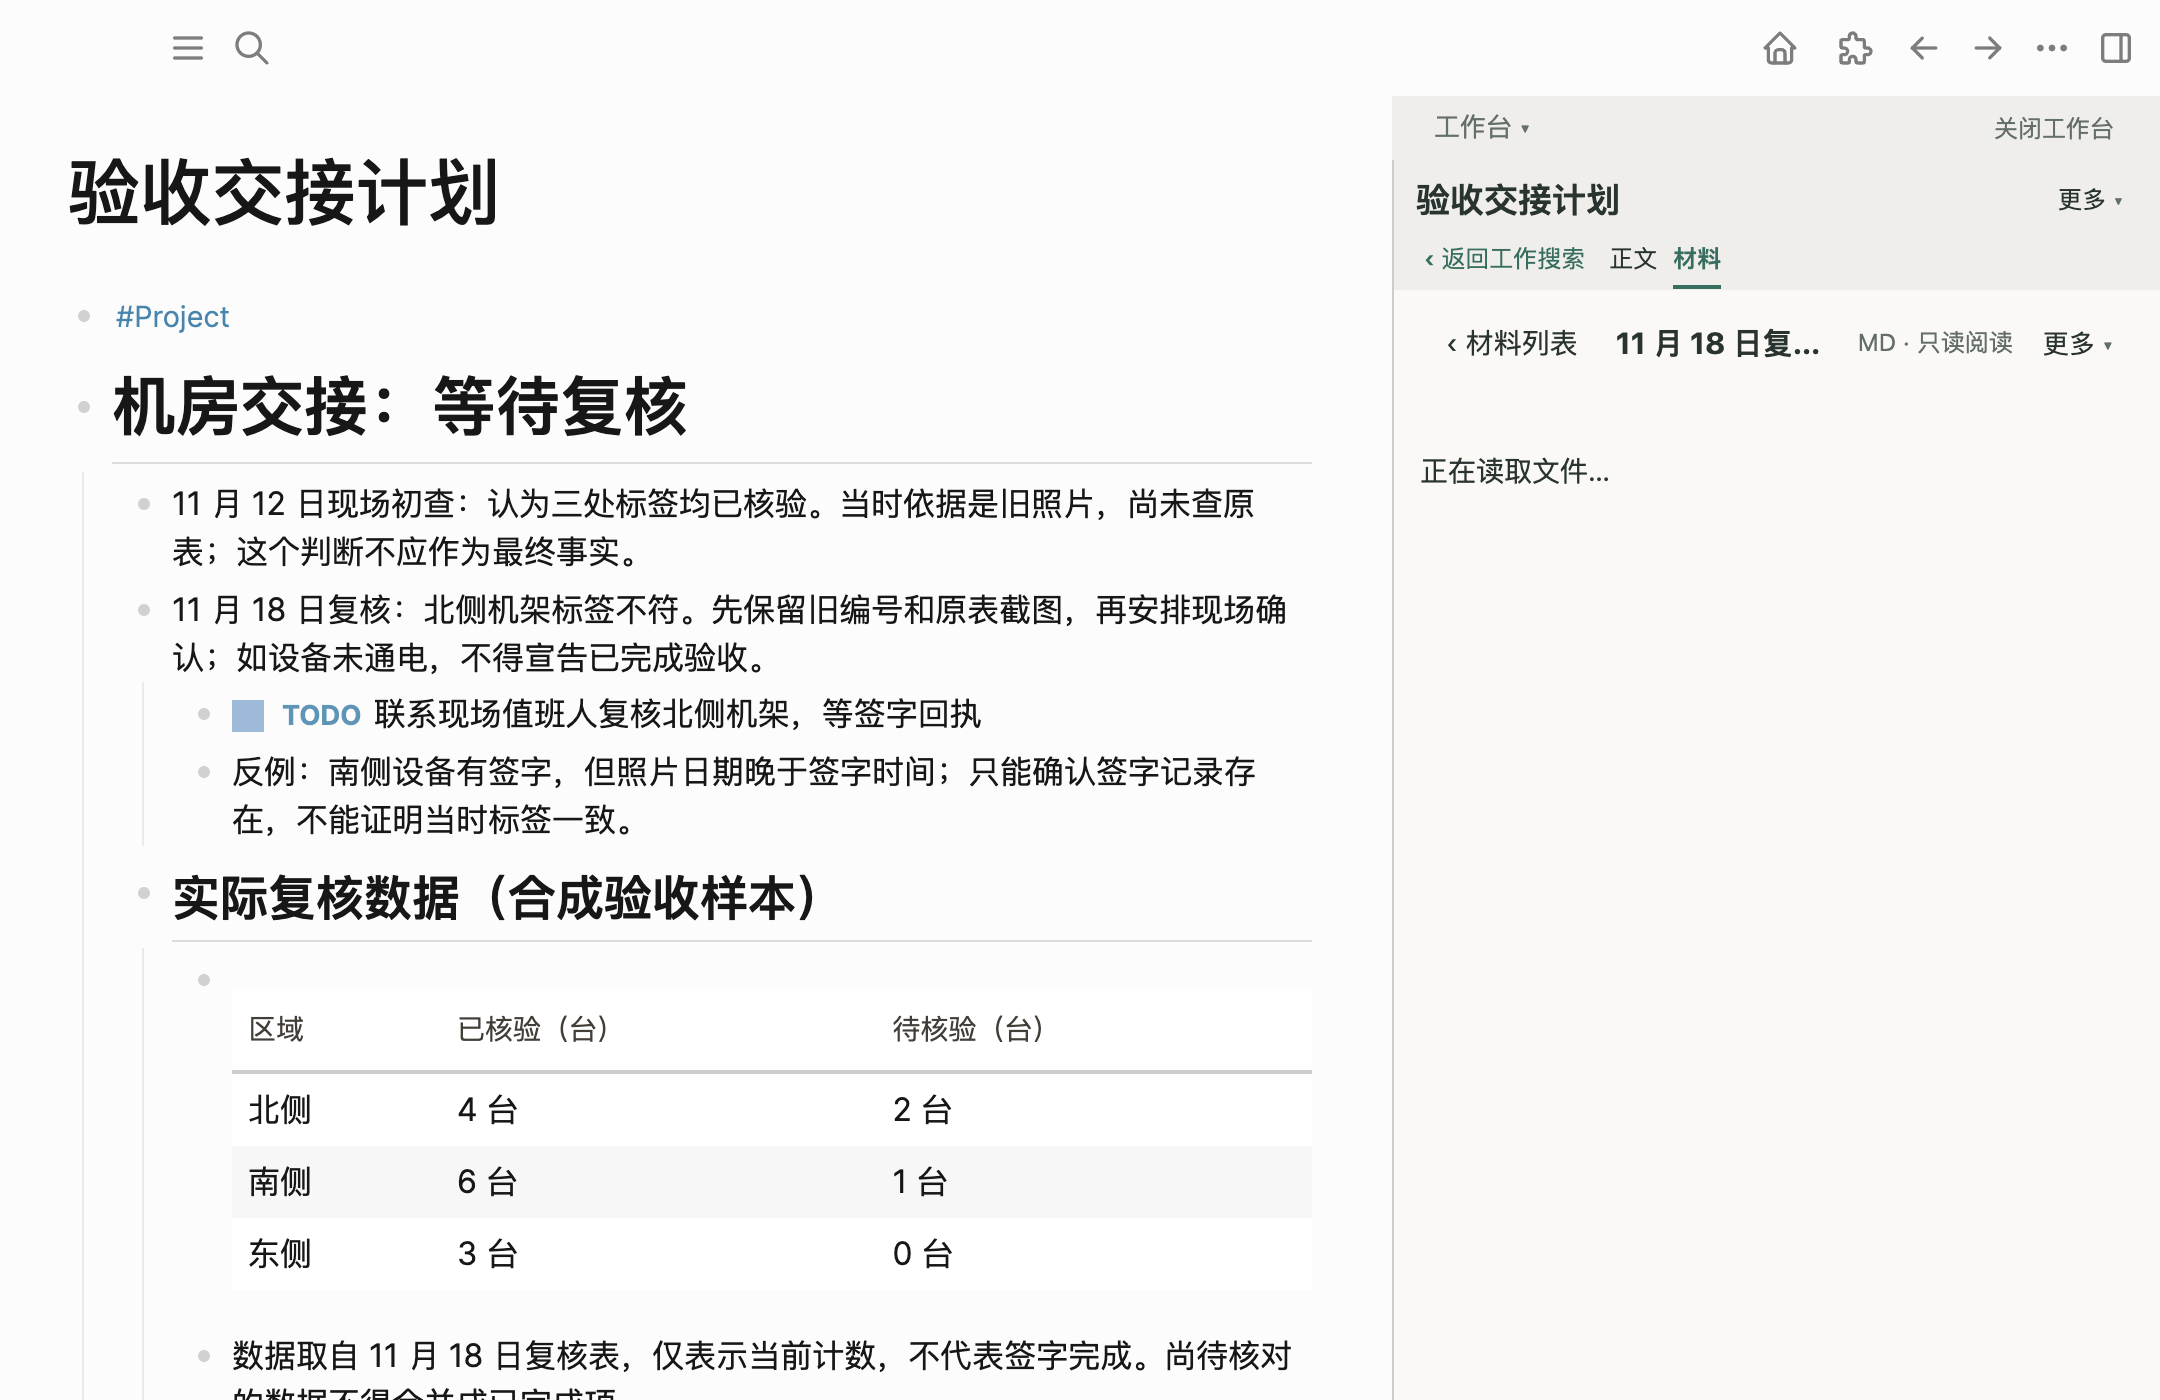 验收交接计划
#Project
机房交接：等待复核
11 月 12 日现场初查：认为三处标签均已核验。当时依据是旧照片，尚未查原
表；这个判断不应作为最终事实。
11 月 18 日复核：北侧机架标签不符。先保留旧编号和原表截图，再安排现场确
认；如设备未通电，不得宣告已完成验收。
TODO 联系现场值班人复核北侧机架，等签字回执
反例：南侧设备有签字，但照片日期晚于签字时间；只能确认签字记录存
在，不能证明当时标签一致。
实际复核数据（合成验收样本）
区域 已核验（台） 待核验（台）
北侧 4 台 2 台
南侧 6 台 1 台
东侧 3 台 0 台
数据取自 11 月 18 日复核表，仅表示当前计数，不代表签字完成。尚待核对
的数据不得合并成已完成项
工作台 ▾ 关闭工作台
验收交接计划 更多 ▾
‹ 返回工作搜索 正文 材料
‹ 材料列表 11 月 18 日复... MD · 只读阅读 更多 ▾
正在读取文件...